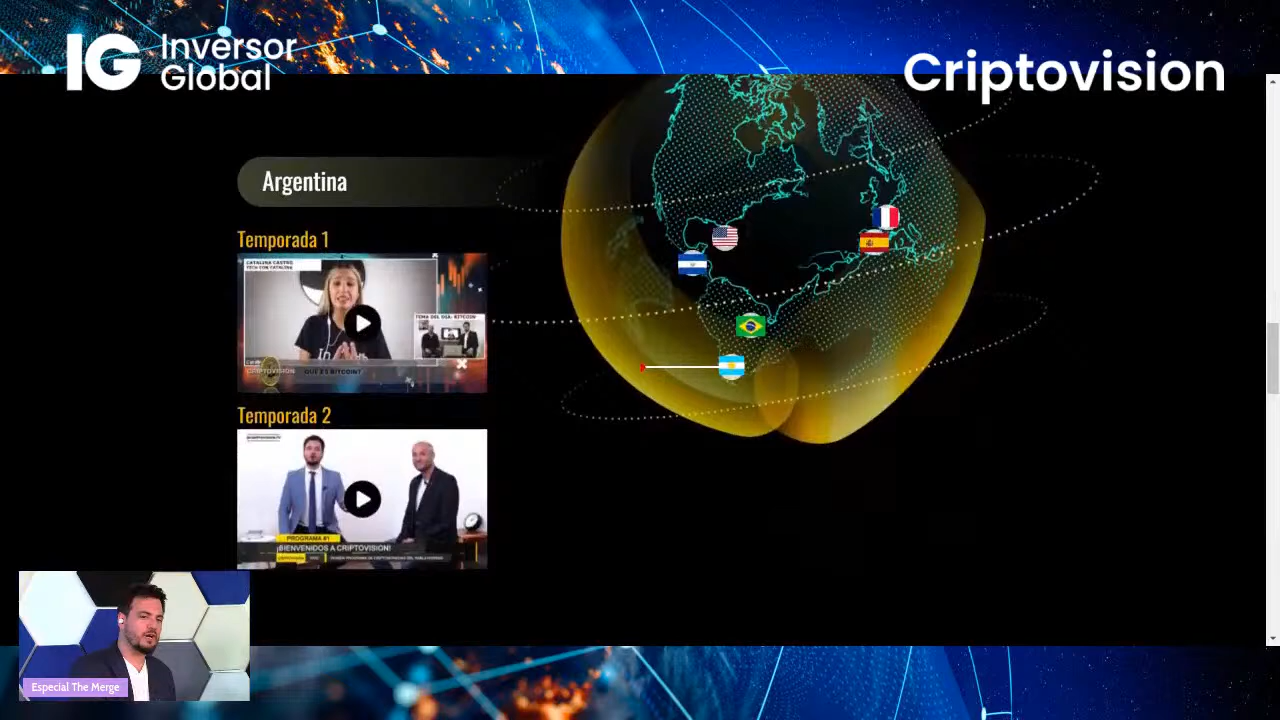 IG Inversor
Global
Criptovision
Argentina
Temporada 1
CATALINA CASTRO
TECH CON CATALINA
TEMA DEL DÍA: BITCOIN
CRIPTOVISIÓN
QUÉ ES BITCOIN?
Temporada 2
PROGRAMA #1
¡BIENVENIDOS A CRIPTOVISION!
Especial The Merge